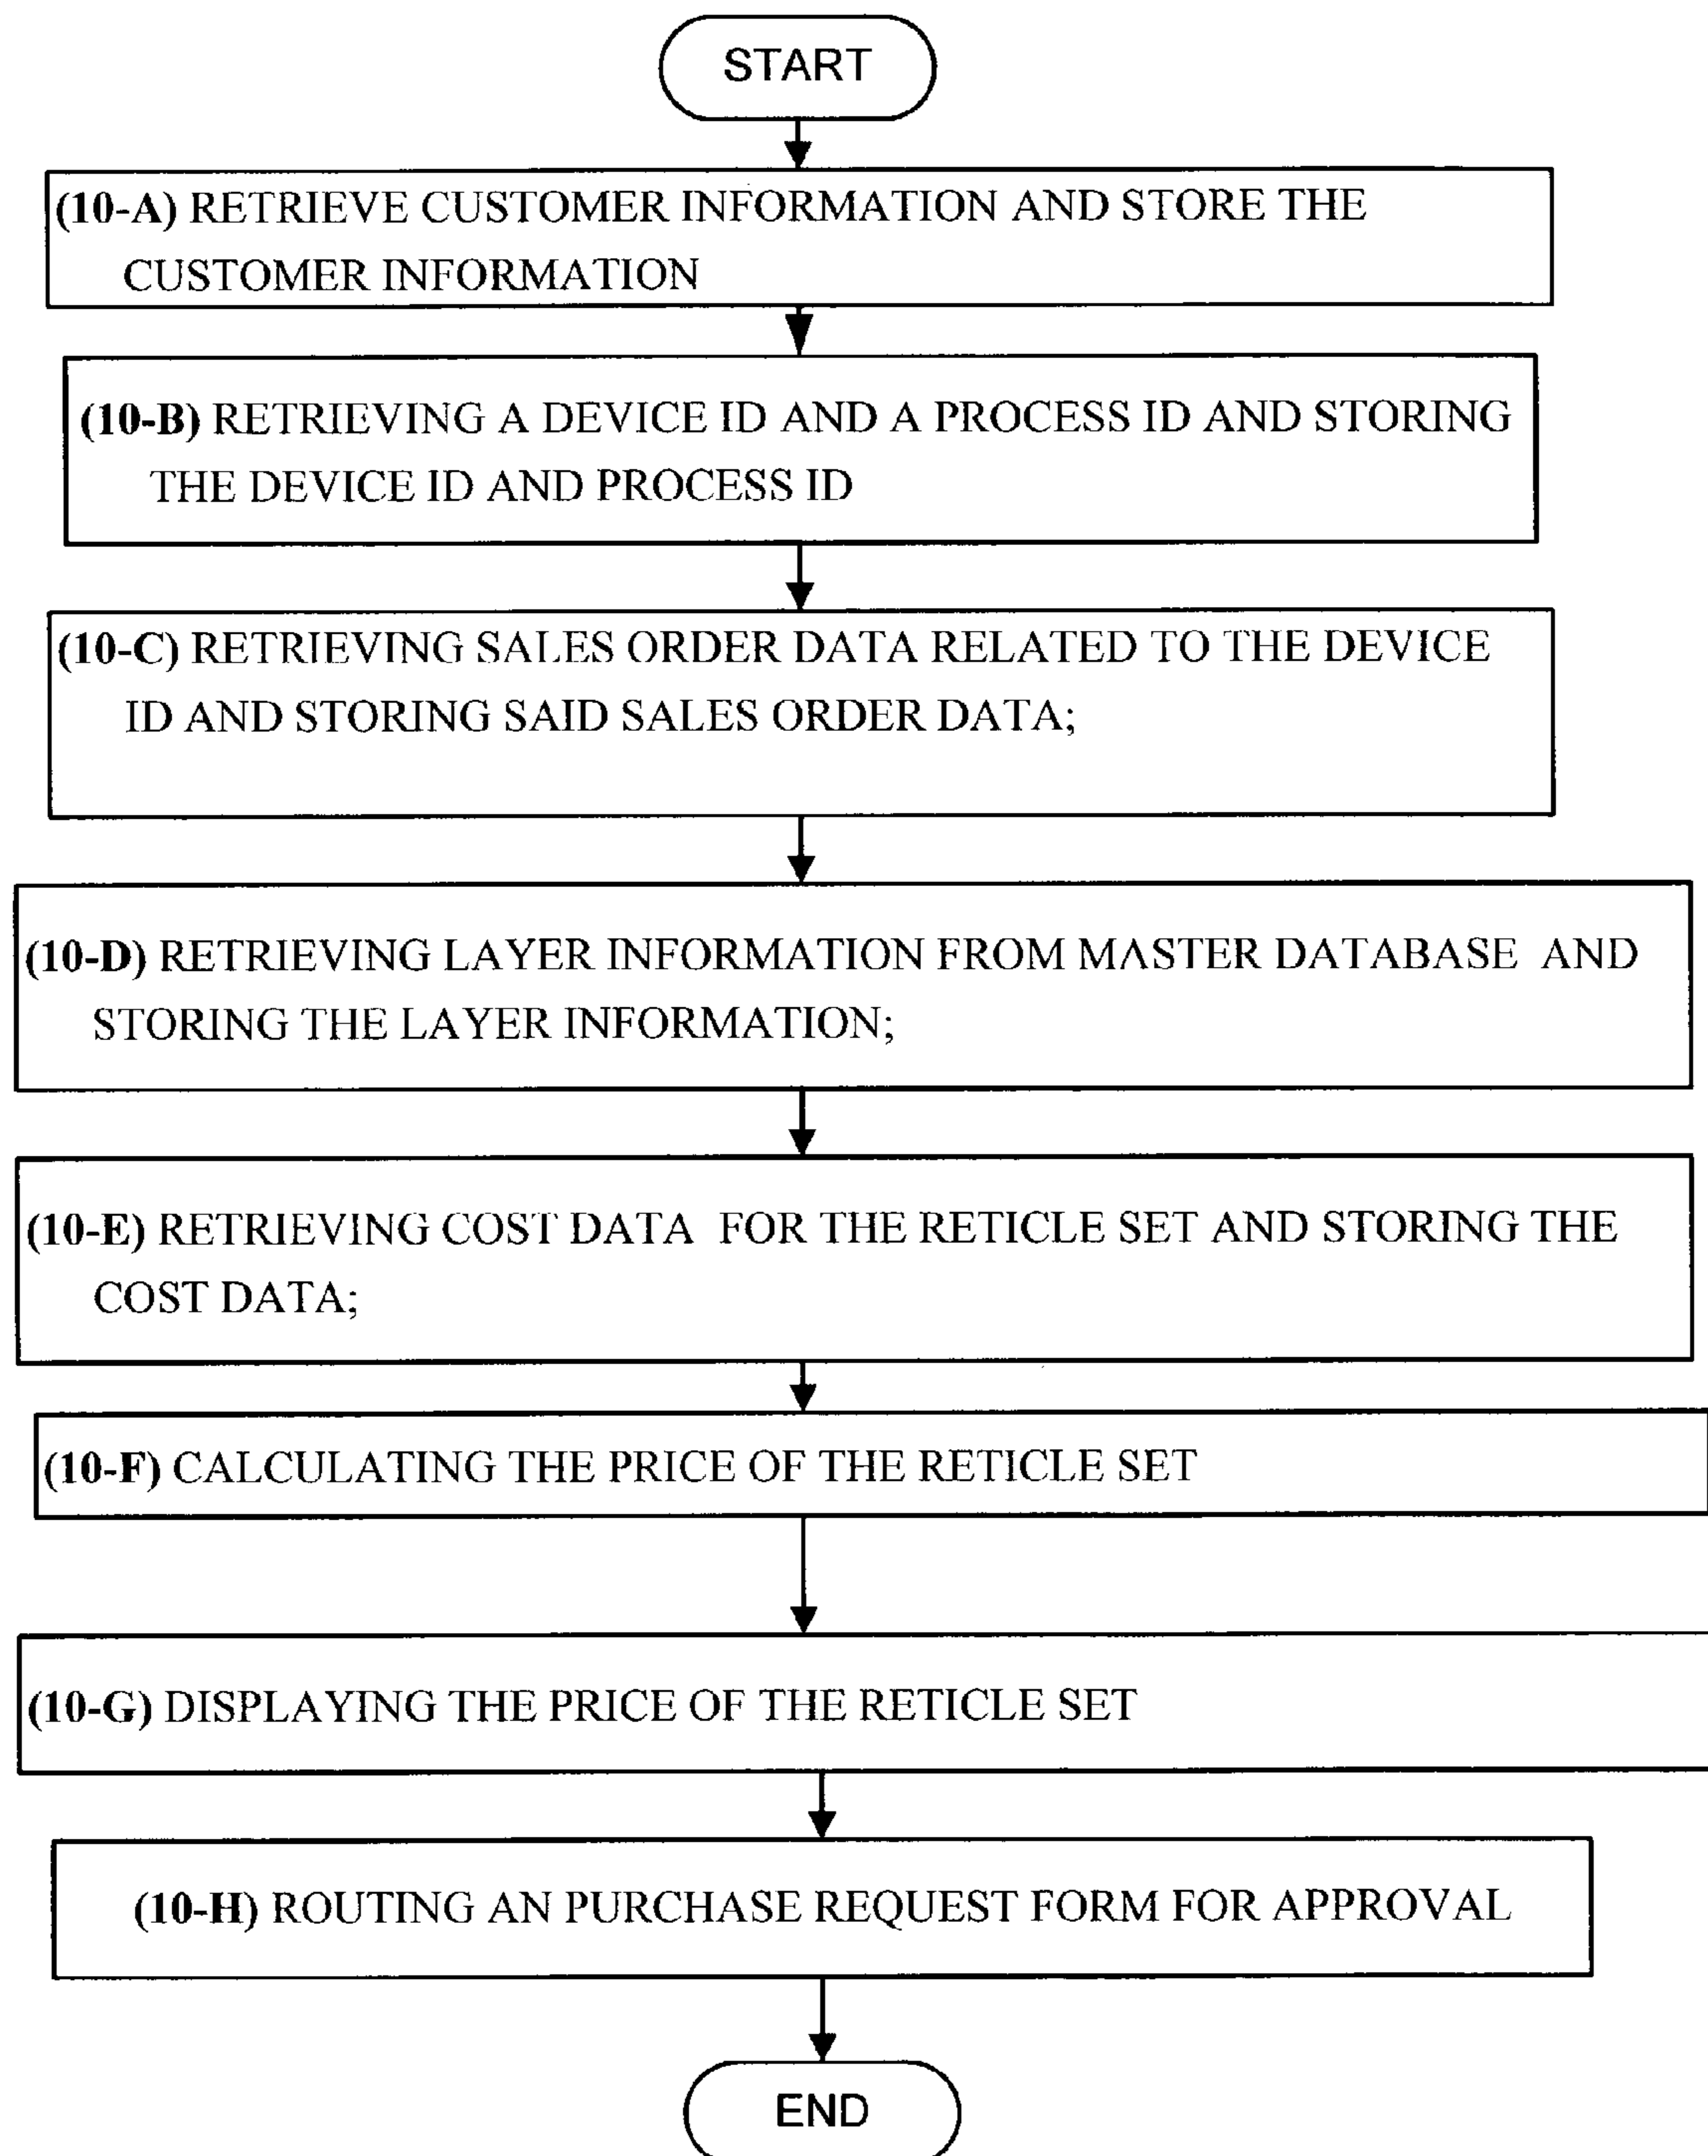 START
(10-A) RETRIEVE CUSTOMER INFORMATION AND STORE THE
CUSTOMER INFORMATION
(10-B) RETRIEVING A DEVICE ID AND A PROCESS ID AND STORING
THE DEVICE ID AND PROCESS ID
(10-C) RETRIEVING SALES ORDER DATA RELATED TO THE DEVICE
ID AND STORING SAID SALES ORDER DATA;
(10-D) RETRIEVING LAYER INFORMATION FROM MASTER DATABASE AND
STORING THE LAYER INFORMATION;
(10-E) RETRIEVING COST DATA FOR THE RETICLE SET AND STORING THE
COST DATA;
(10-F) CALCULATING THE PRICE OF THE RETICLE SET
(10-G) DISPLAYING THE PRICE OF THE RETICLE SET
(10-H) ROUTING AN PURCHASE REQUEST FORM FOR APPROVAL
END